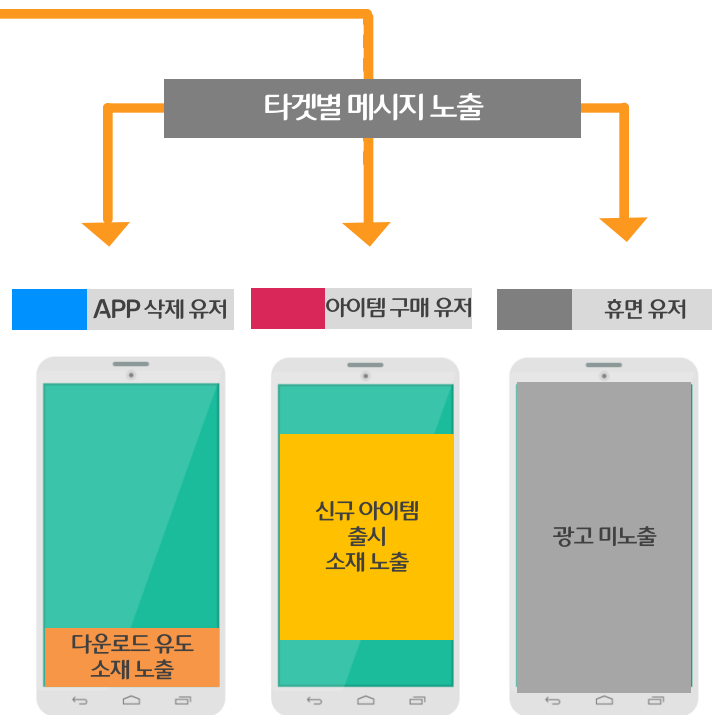 타겟별 메시지 노출
APP 삭제 유저
아이템 구매 유저
휴면 유저
신규 아이템
출시
소재 노출
광고 미노출
다운로드 유도
소재 노출